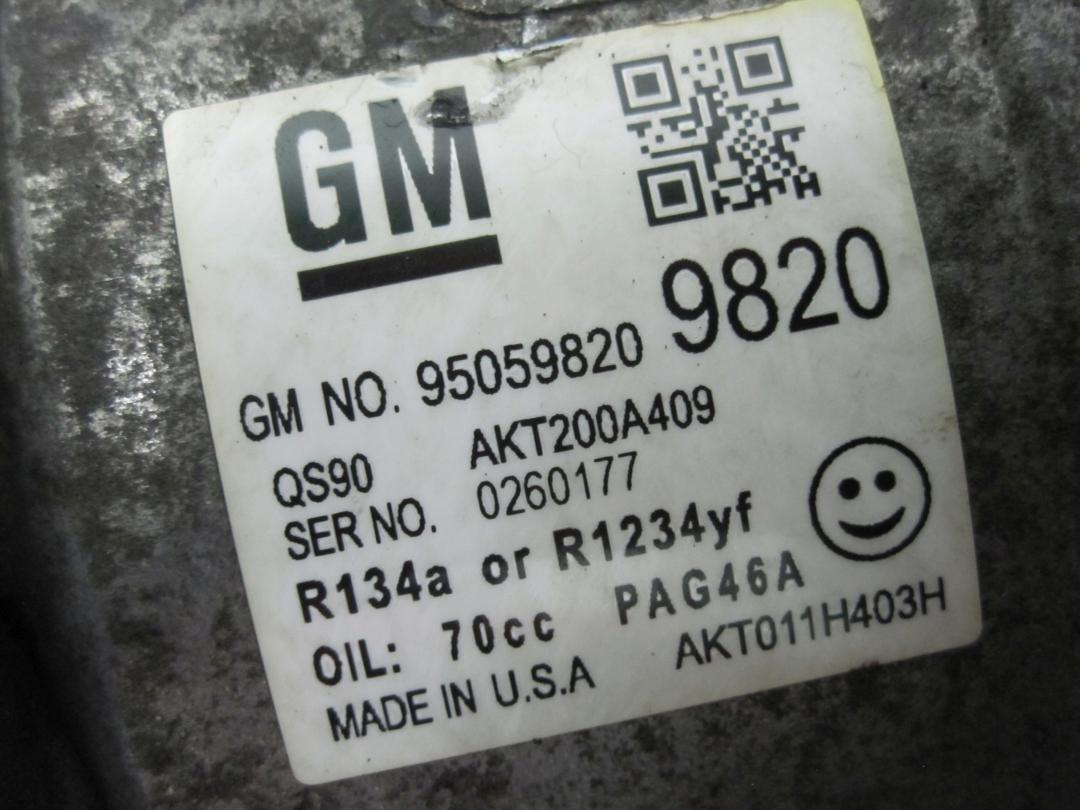 GM
9820
GM NO. 95059820
QS90 AKT200A409
SER NO. 0260177
R134a or R1234yf
OIL: 70cc PAG46A
MADE IN U.S.A AKT011H403H